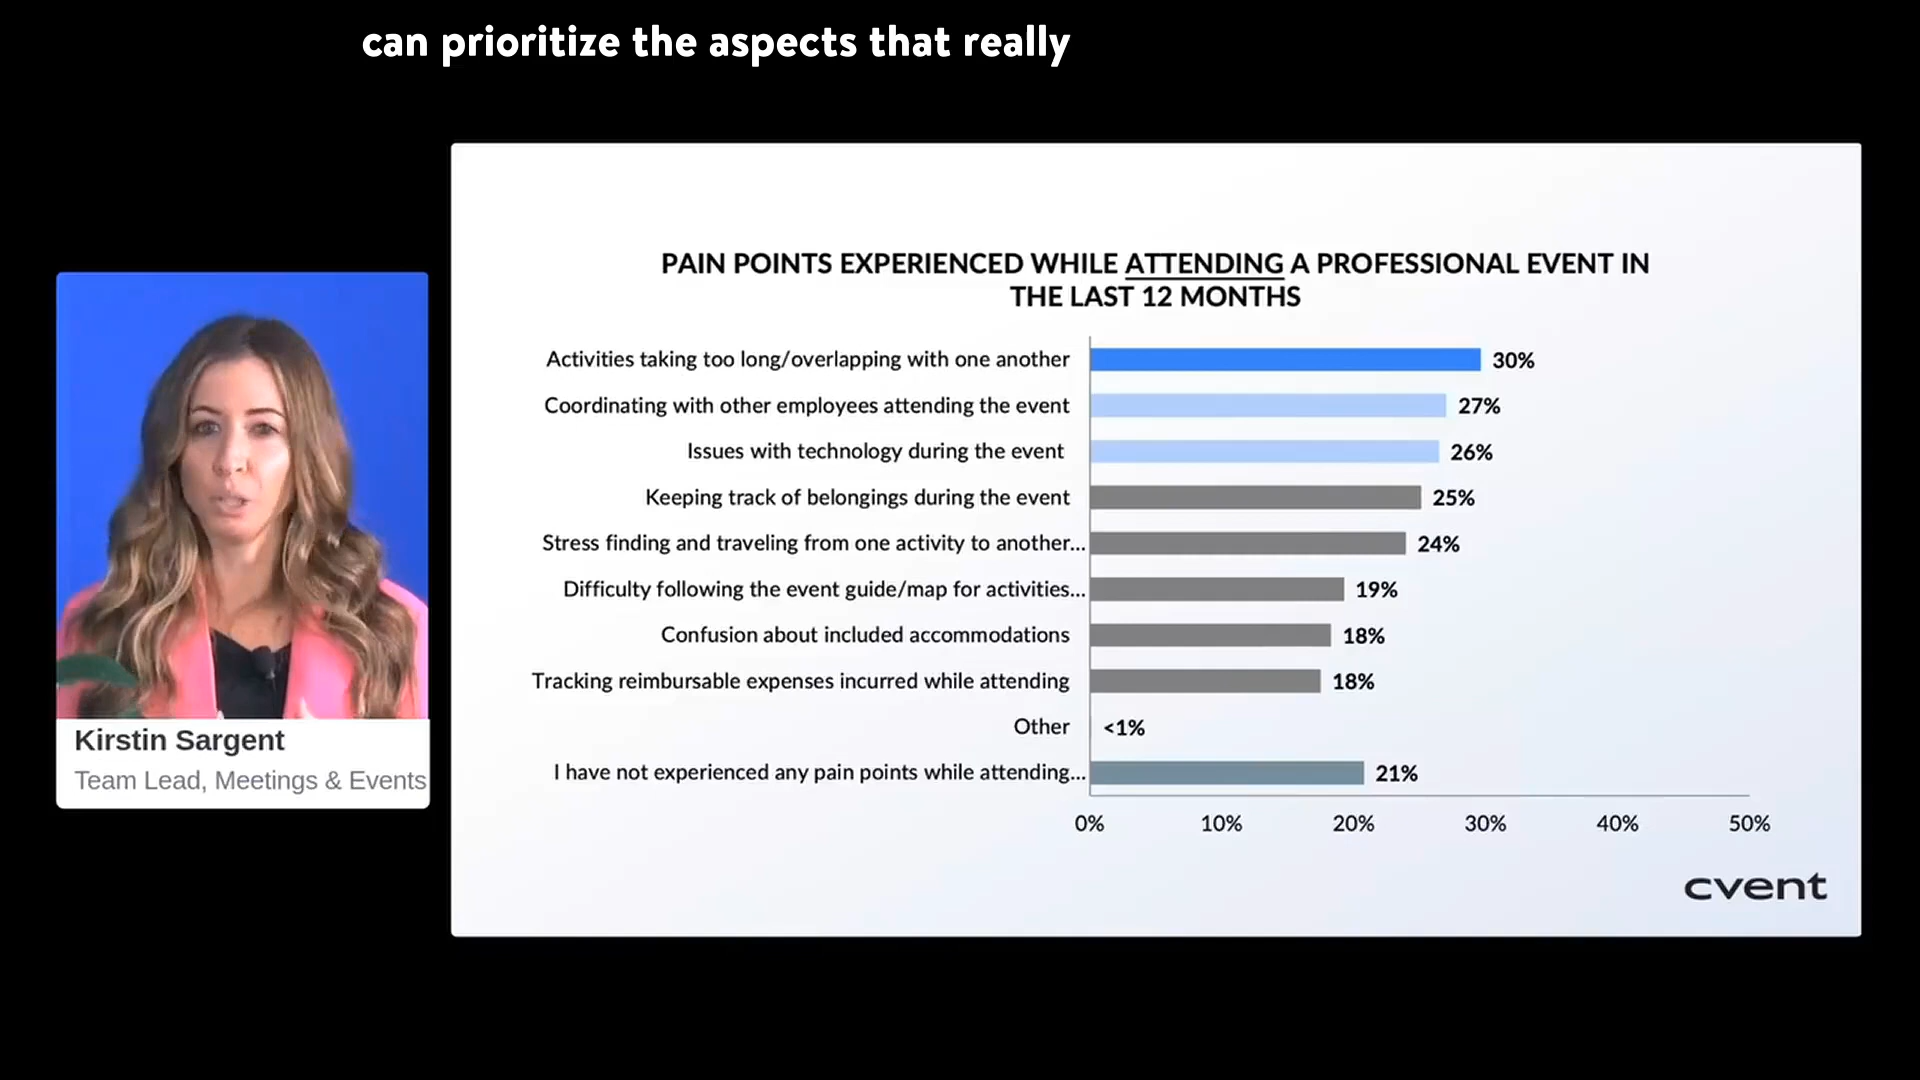 can prioritize the aspects that really
PAIN POINTS EXPERIENCED WHILE ATTENDING A PROFESSIONAL EVENT IN
THE LAST 12 MONTHS
Activities taking too long/overlapping with one another 30%
Coordinating with other employees attending the event 27%
Issues with technology during the event 26%
Keeping track of belongings during the event 25%
Stress finding and traveling from one activity to another... 24%
Difficulty following the event guide/map for activities... 19%
Confusion about included accommodations 18%
Tracking reimbursable expenses incurred while attending 18%
Other <1%
I have not experienced any pain points while attending... 21%
0% 10% 20% 30% 40% 50%
cvent
Kirstin Sargent
Team Lead, Meetings & Events